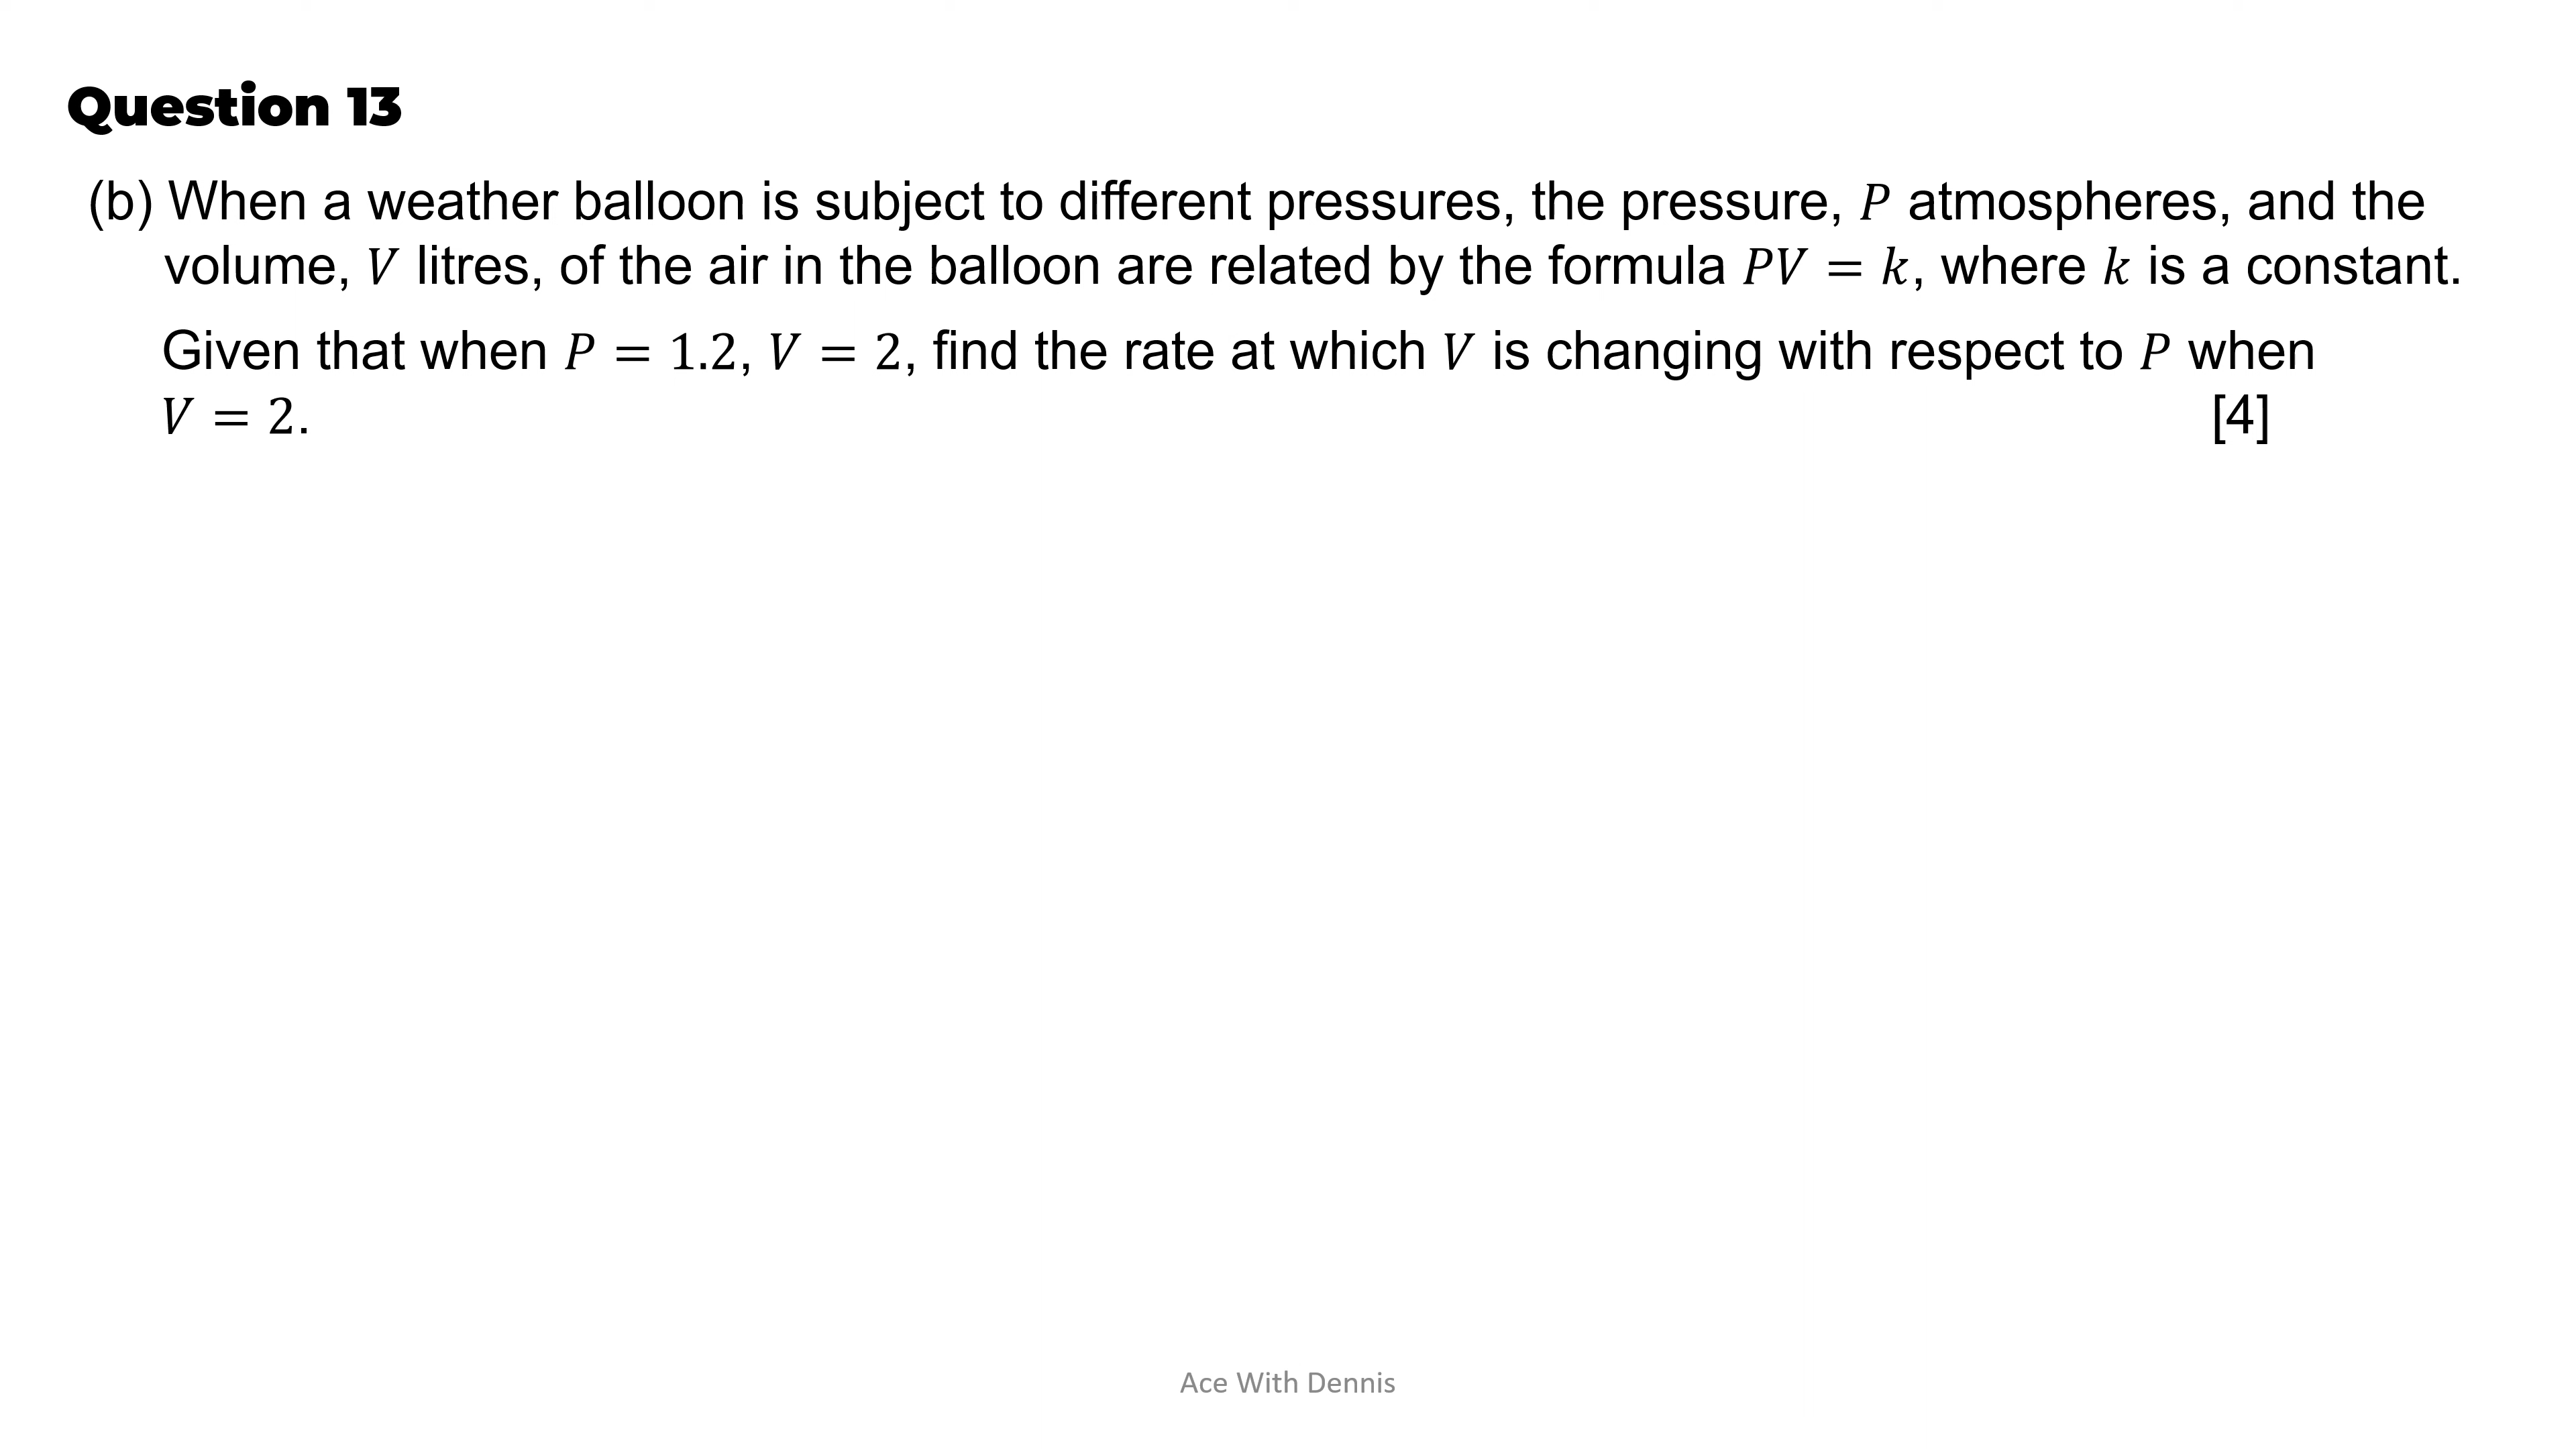 Question 13
(b) When a weather balloon is subject to different pressures, the pressure, P atmospheres, and the
volume, V litres, of the air in the balloon are related by the formula PV = k, where k is a constant.
Given that when P = 1.2, V = 2, find the rate at which V is changing with respect to P when
V = 2. [4]
Ace With Dennis